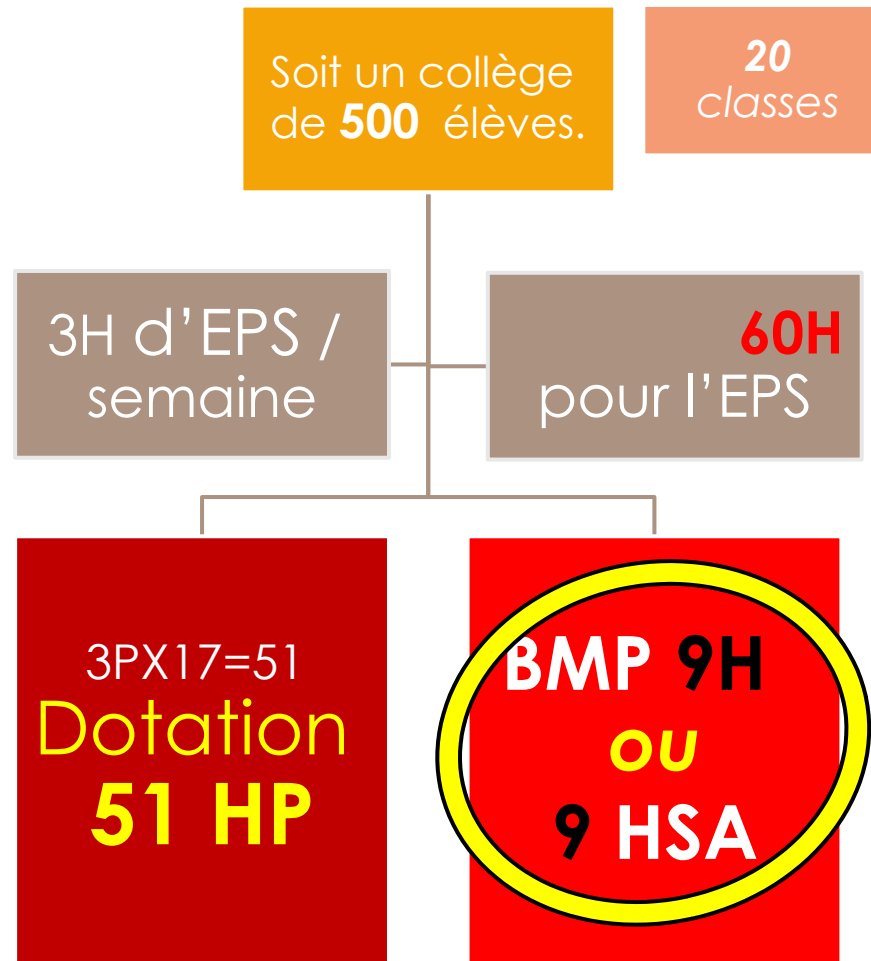 Soit un collège
de 500 élèves.
20
classes
3H d'EPS /
semaine
60H
pour l'EPS
3PX17=51
Dotation
51 HP
BMP 9H
ou
9 HSA